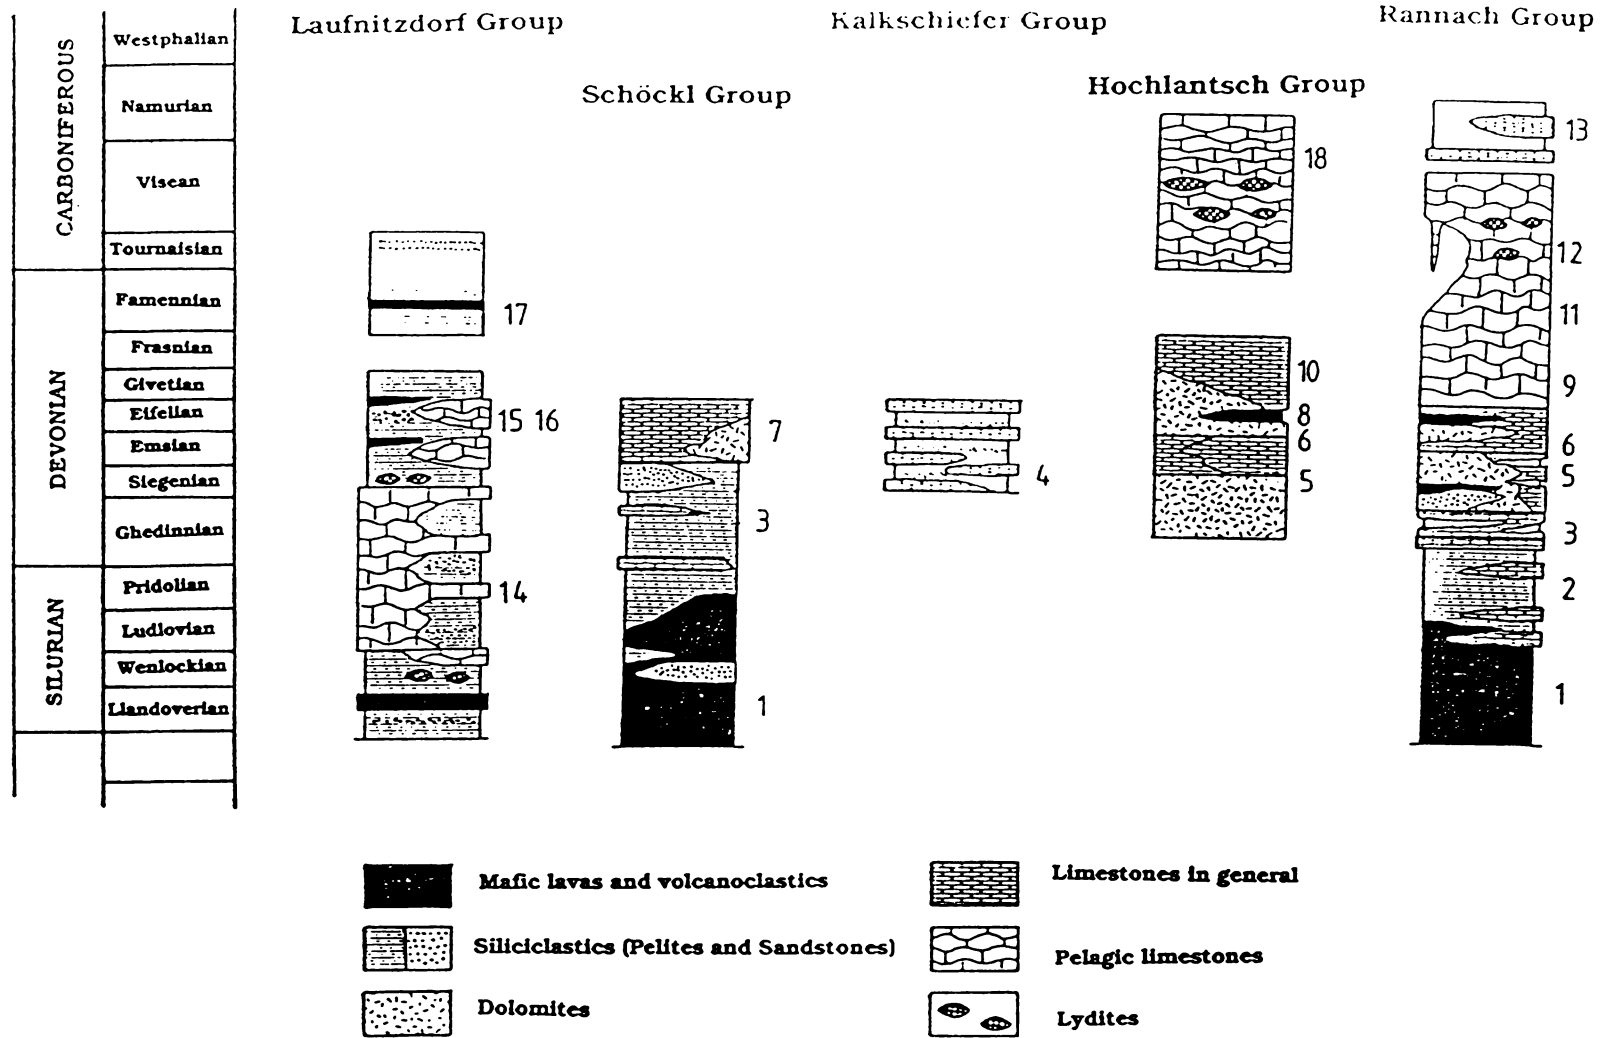 Laufnitzdorf Group
Kalkschiefer Group
Rannach Group
Schöckl Group
Hochlantsch Group
CARBONIFEROUS
Westphalian
Namurian
Visean
Tournaisian
DEVONIAN
Famennian
Frasnian
Givetian
Eifelian
Emsian
Siegenian
Ghedinnian
SILURIAN
Pridolian
Ludlovian
Wenlockian
Llandoverian
17
15 16
14
7
3
1
4
18
10
8
6
5
13
12
11
9
6
5
3
2
1
Mafic lavas and volcanoclastics
Siliciclastics (Pelites and Sandstones)
Dolomites
Limestones in general
Pelagic limestones
Lydites